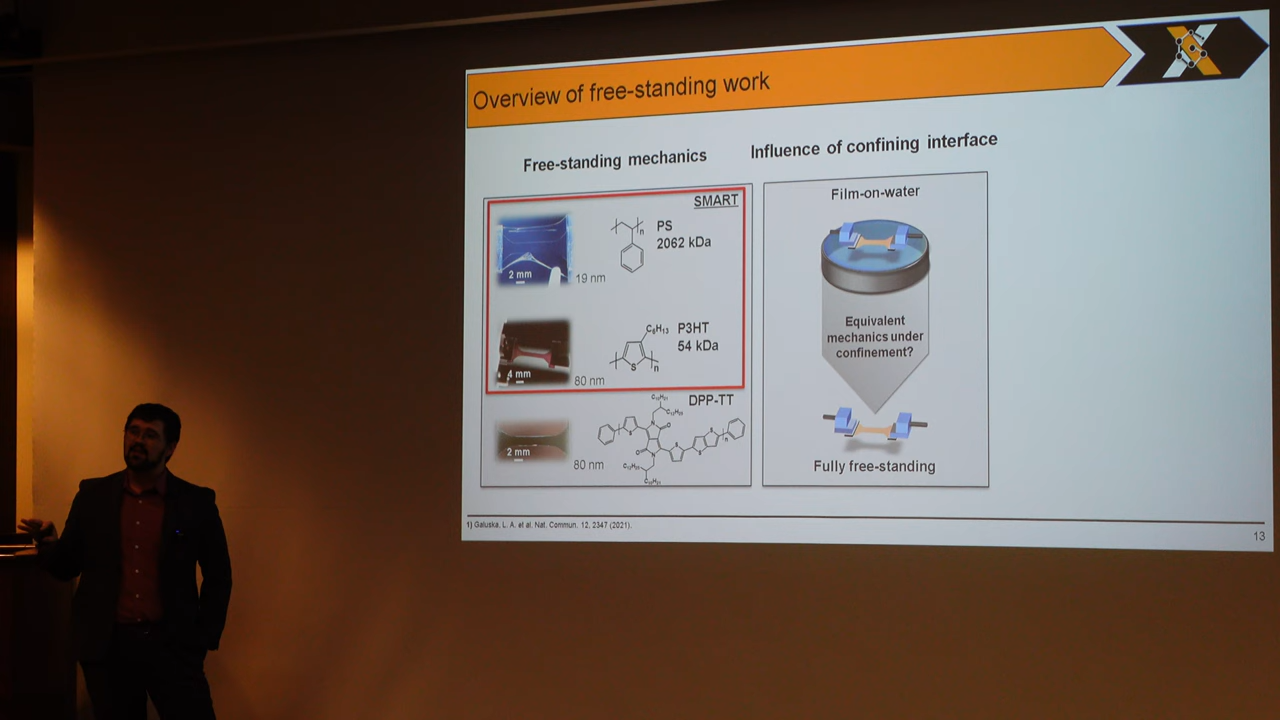 Overview of free-standing work
Free-standing mechanics
Influence of confining interface
SMART
PS
2062 kDa
n
2 mm
19 nm
C₆H₁₃
P3HT
54 kDa
S
n
4 mm
80 nm
DPP-TT
2 mm
80 nm
Film-on-water
Equivalent
mechanics under
confinement?
Fully free-standing
1) Galuska, L. A. et al. Nat. Commun. 12, 2347 (2021).
13